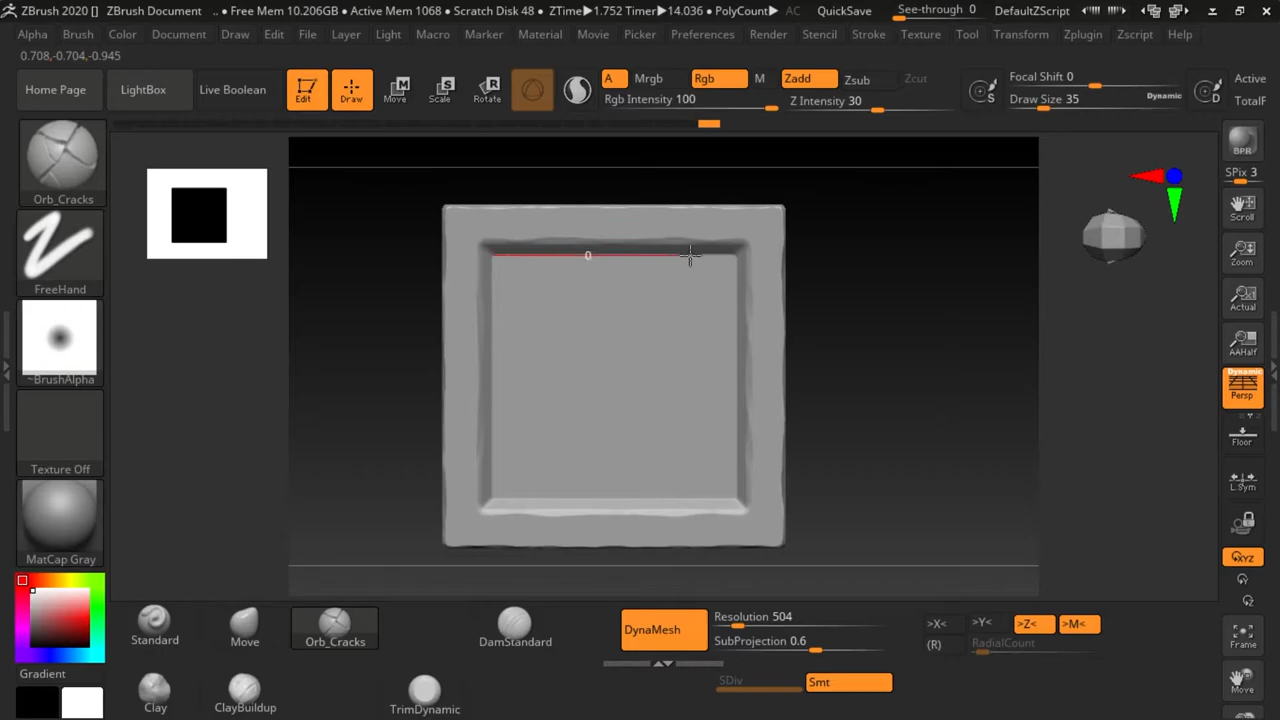 ZBrush 2020 [] ZBrush Document .. • Free Mem 10.206GB • Active Mem 1068 • Scratch Disk 48 • ZTime▶1.752 Timer▶14.036 • PolyCount▶ AC QuickSave See-through 0 DefaultZScript
Alpha Brush Color Document Draw Edit File Layer Light Macro Marker Material Movie Picker Preferences Render Stencil Stroke Texture Tool Transform Zplugin Zscript Help
0.708,-0.704,-0.945
Home Page LightBox Live Boolean Edit Draw Move Scale Rotate
A Mrgb Rgb M Zadd Zsub Zcut
Rgb Intensity 100 Z Intensity 30
S Focal Shift 0
Draw Size 35 Dynamic D
Active
TotalF
Orb_Cracks
FreeHand
~BrushAlpha
Texture Off
MatCap Gray
Gradient
0
BPR
SPix 3
Scroll
Zoom
Actual
AAHalf
Dynamic
Persp
Floor
L.Sym
XYZ
Y
Z
Frame
Move
Standard Move Orb_Cracks DamStandard
Clay ClayBuildup TrimDynamic
DynaMesh Resolution 504
SubProjection 0.6
SDiv Smt
>X< >Y< >Z< >M<
(R) RadialCount